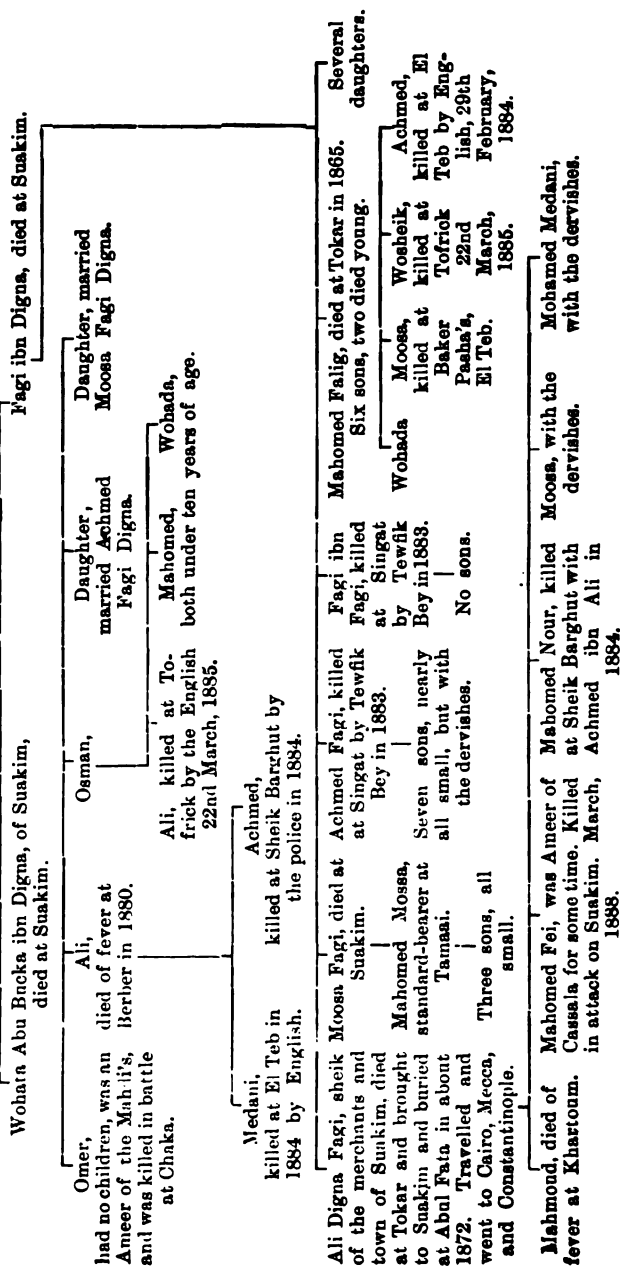 Wohata Abu Bucka ibn Digna, of Suakim,
died at Suakim.
Fagi ibn Digna, died at Suakim.
Omer,
had no children, was an
Ameer of the Mahdi's,
and was killed in battle
at Chaka.
Ali,
died of fever at
Berber in 1880.
Osman,
Daughter,
married Achmed
Fagi Digna.
Daughter, married
Moosa Fagi Digna.
Ali, killed at To-
frick by the English
22nd March, 1885.
Mahomed,
Wohada,
both under ten years of age.
Medani,
killed at El Teb in
1884 by English.
Achmed,
killed at Sheik Barghut by
the police in 1884.
Ali Digna Fagi, sheik
of the merchants and
town of Suakim, died
at Tokar and brought
to Suakim and buried
at Abul Fata in about
1872. Travelled and
went to Cairo, Mecca,
and Constantinople.
Moosa Fagi, died at
Suakim.
Mahomed Mossa,
standard-bearer at
Tamaai.
Three sons, all
small.
Achmed Fagi, killed
at Singat by Tewfik
Bey in 1883.
Seven sons, nearly
all small, but with
the dervishes.
Fagi ibn
Fagi, killed
at Singat
by Tewfik
Bey in 1883.
No sons.
Mahomed Falig, died at Tokar in 1865.
Six sons, two died young.
Several
daughters.
Wohada
Moosa,
killed at
Baker
Pasha's,
El Teb.
Wosheik,
killed at
Tofrick
22nd
March,
1885.
Achmed,
killed at El
Teb by Eng-
lish, 29th
February,
1884.
Mahmoud, died of
fever at Khartoum.
Mahomed Fei, was Ameer of
Cassala for some time. Killed
in attack on Suakim. March,
1888.
Mahomed Nour, killed
at Sheik Barghut with
Achmed ibn Ali in
1884.
Moosa, with the
dervishes.
Mohamed Medani,
with the dervishes.